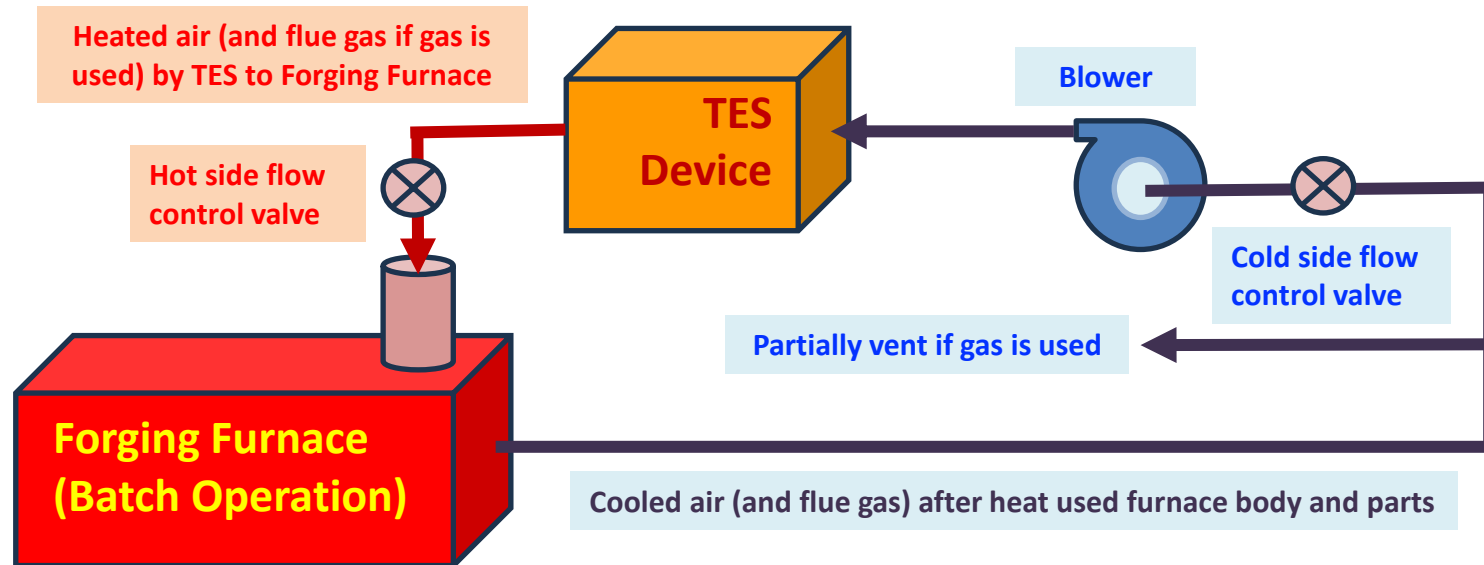 Heated air (and flue gas if gas is
used) by TES to Forging Furnace
TES
Device
Blower
Hot side flow
control valve
Cold side flow
control valve
Partially vent if gas is used
Forging Furnace
(Batch Operation)
Cooled air (and flue gas) after heat used furnace body and parts